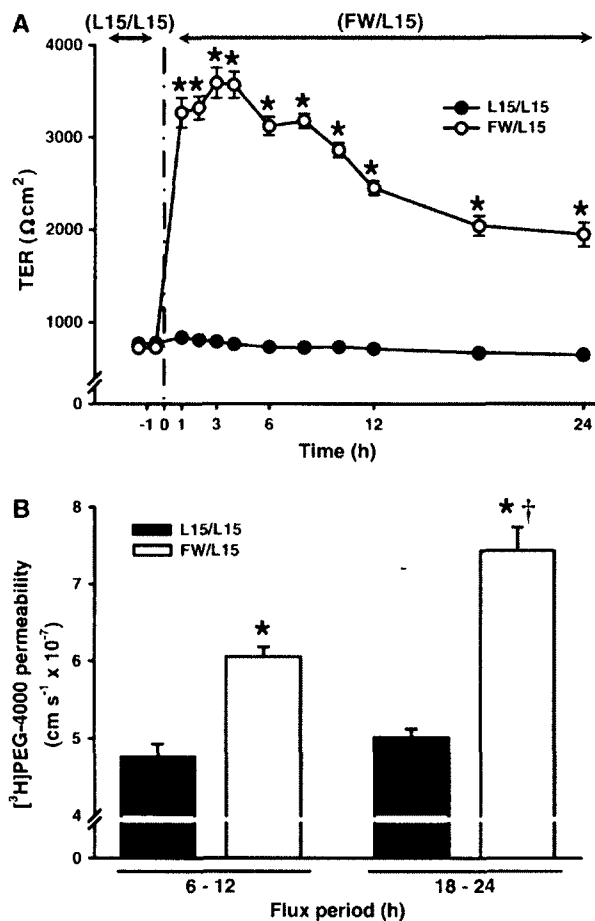 A
(L15/L15)
(FW/L15)
4000
3000
2000
1000
0
TER (Ωcm²)
* * * * * * * * * *
L15/L15
FW/L15
-1 0 1 3 6 12 24
Time (h)
B
8
7
6
5
4
0
[³H]PEG-4000 permeability
(cm s⁻¹ x 10⁻⁷)
L15/L15
FW/L15
*
* †
6 - 12
18 - 24
Flux period (h)